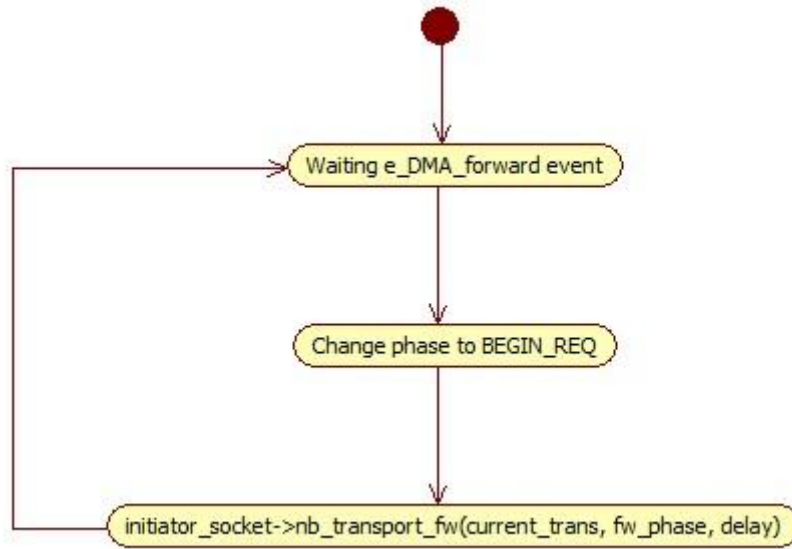 Waiting e_DMA_forward event
Change phase to BEGIN_REQ
initiator_socket->nb_transport_fw(current_trans, fw_phase, delay)